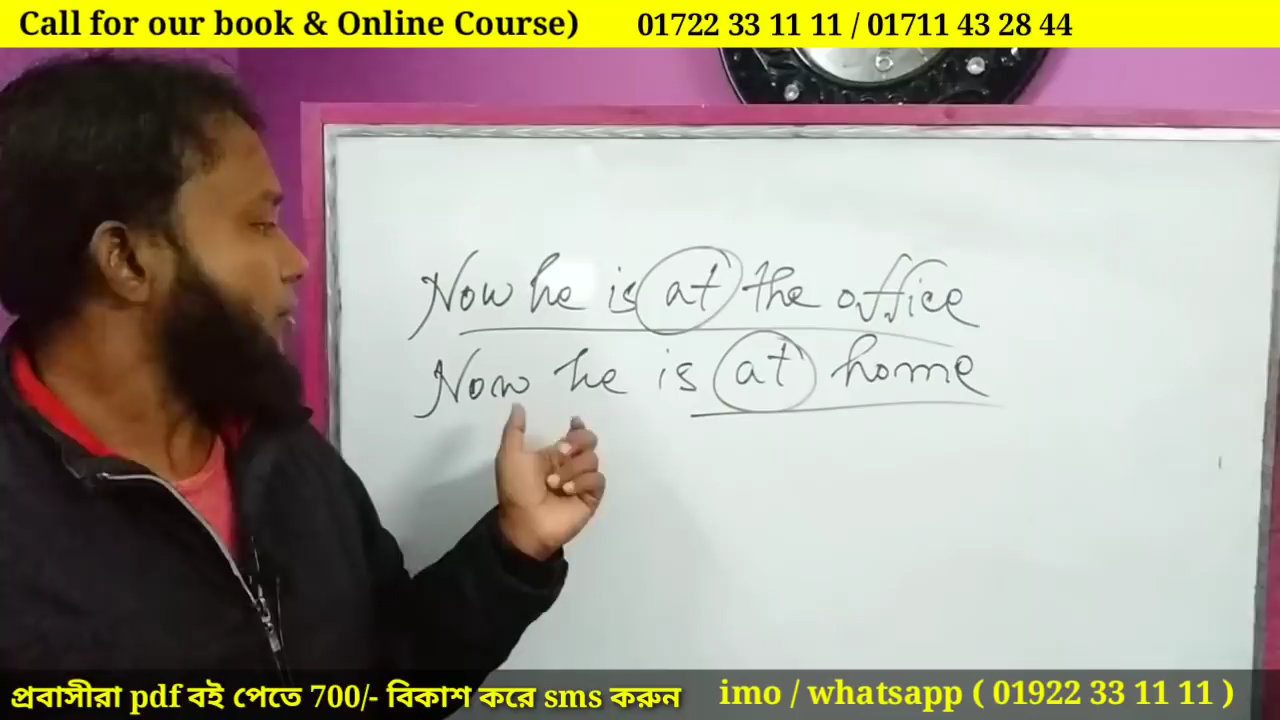 Call for our book & Online Course) 01722 33 11 11 / 01711 43 28 44
Now he is at the office
Now he is at home
প্রবাসীরা pdf বই পেতে 700/- বিকাশ করে sms করুন imo / whatsapp ( 01922 33 11 11 )